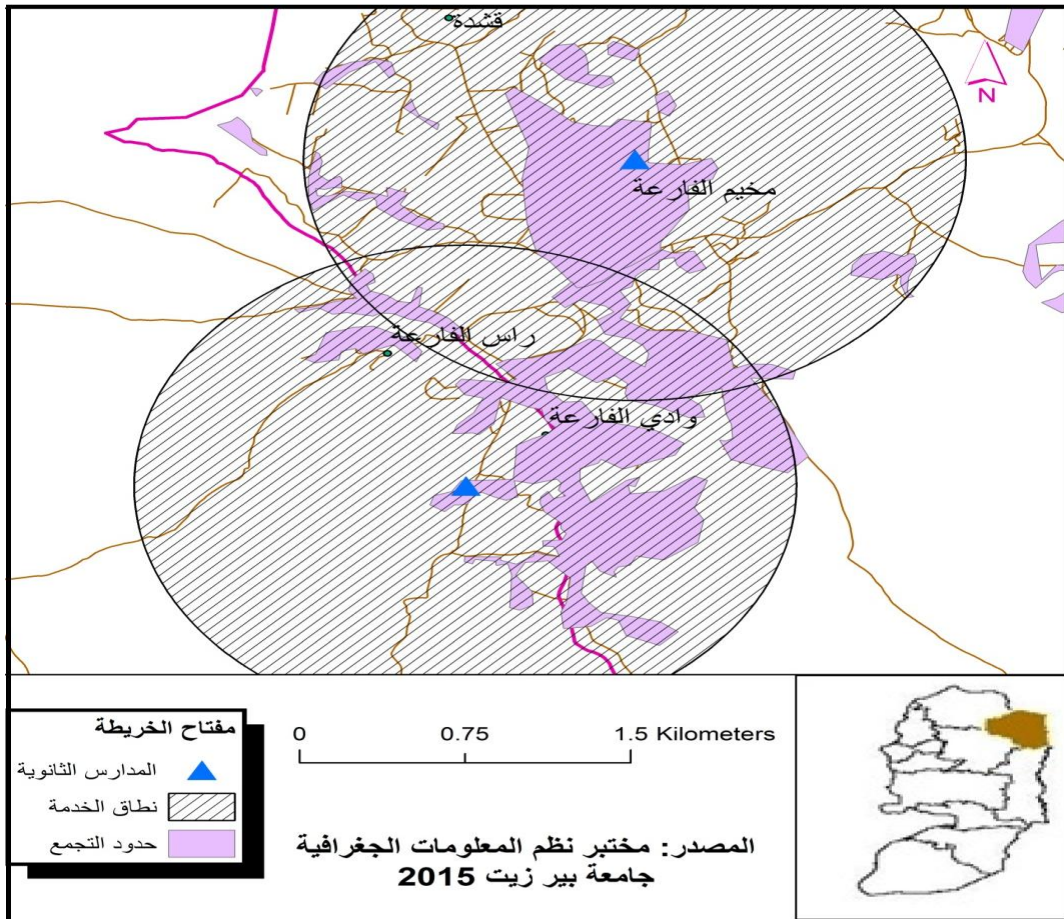 قشدة
N
مخيم الفارعة
راس الفارعة
وادي الفارعة
مفتاح الخريطة
المدارس الثانوية
نطاق الخدمة
حدود التجمع
0 0.75 1.5 Kilometers
المصدر: مختبر نظم المعلومات الجغرافية
جامعة بير زيت 2015